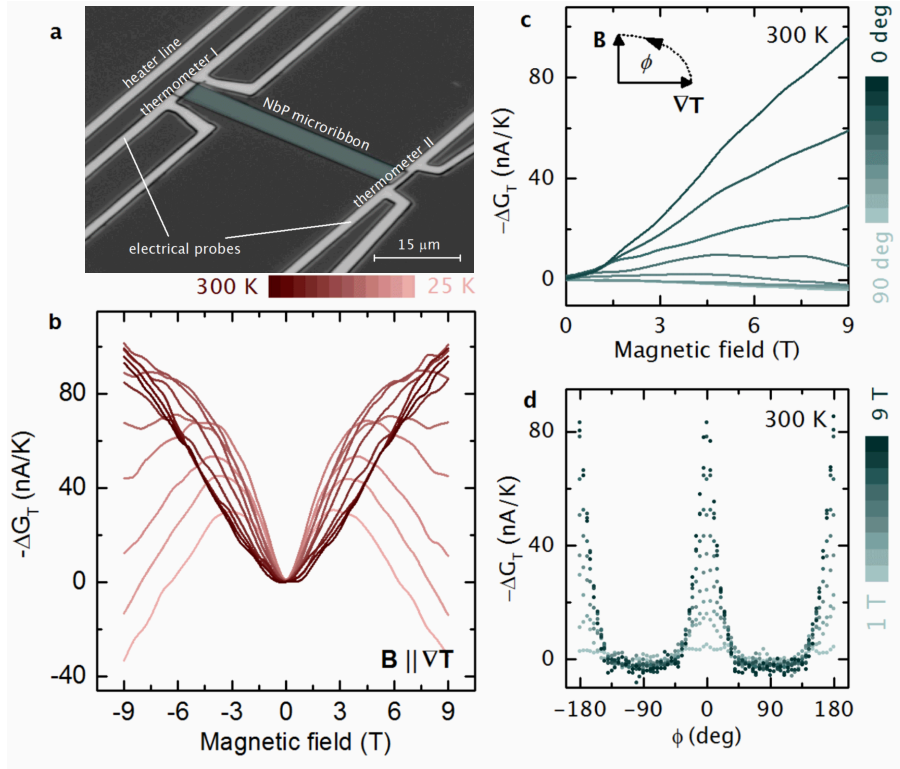 a
heater line
thermometer I
NbP microribbon
thermometer II
electrical probes
15 μm
300 K
25 K
b
-ΔG_T (nA/K)
80
40
0
-40
B || ∇T
-9 -6 -3 0 3 6 9
Magnetic field (T)
c
300 K
B
ϕ
∇T
−ΔG_T (nA/K)
80
40
0
0 3 6 9
Magnetic field (T)
0 deg
90 deg
d
300 K
−ΔG_T (nA/K)
80
40
0
−180 −90 0 90 180
ϕ (deg)
9 T
1 T